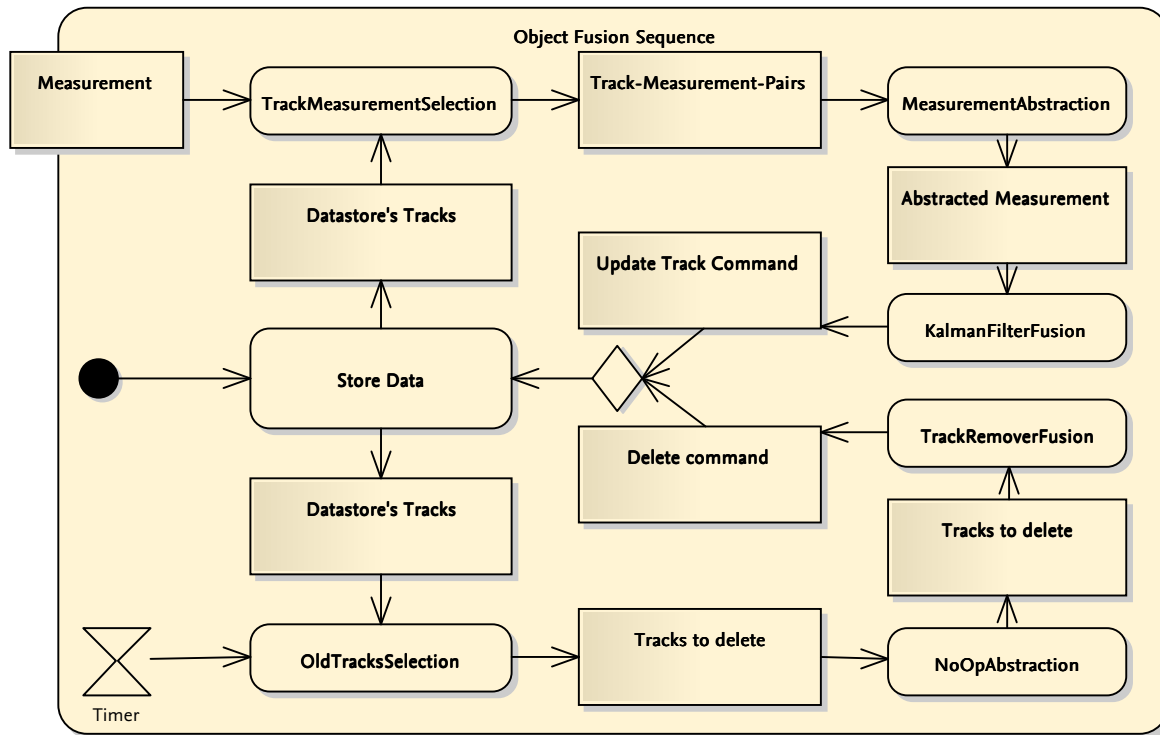 Object Fusion Sequence
Measurement
TrackMeasurementSelection
Track-Measurement-Pairs
MeasurementAbstraction
Datastore's Tracks
Abstracted Measurement
Update Track Command
KalmanFilterFusion
Store Data
TrackRemoverFusion
Delete command
Datastore's Tracks
Tracks to delete
OldTracksSelection
Tracks to delete
NoOpAbstraction
Timer